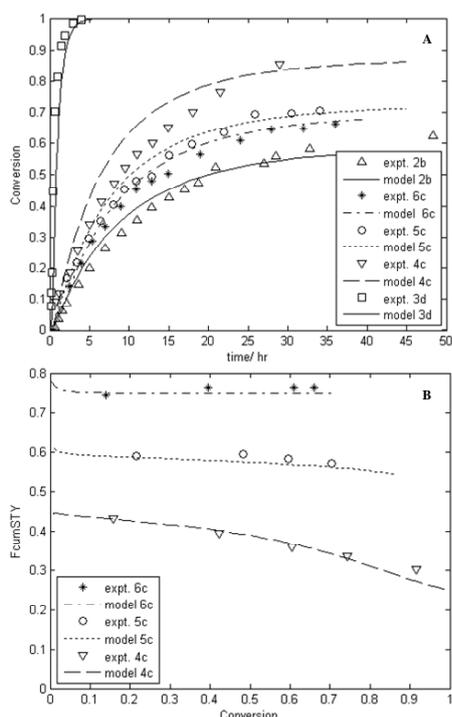 1
0.9
0.8
0.7
0.6
0.5
0.4
0.3
0.2
0.1
0
Conversion
A
expt. 2b
model 2b
expt. 6c
model 6c
expt. 5c
model 5c
expt. 4c
model 4c
expt. 3d
model 3d
0 5 10 15 20 25 30 35 40 45 50
time/ hr
0.8
0.7
0.6
0.5
0.4
0.3
0.2
0.1
0
FcumSTY
B
expt. 6c
model 6c
expt. 5c
model 5c
expt. 4c
model 4c
0 0.1 0.2 0.3 0.4 0.5 0.6 0.7 0.8 0.9 1
Conversion